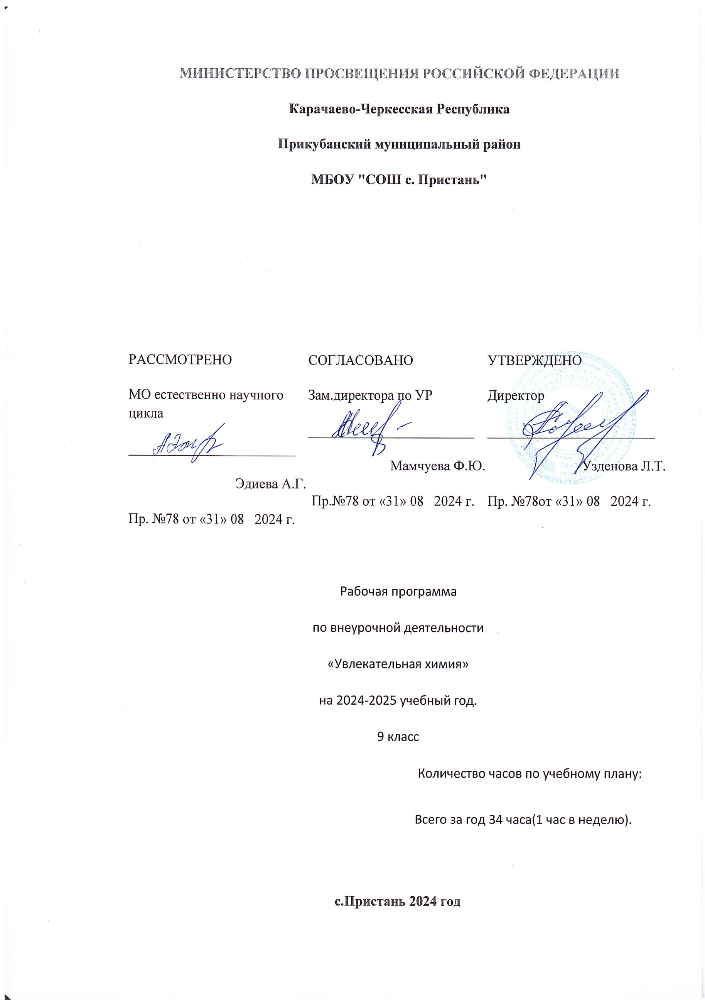 МИНИСТЕРСТВО ПРОСВЕЩЕНИЯ РОССИЙСКОЙ ФЕДЕРАЦИИ
Карачаево-Черкесская Республика
Прикубанский муниципальный район
МБОУ "СОШ с. Пристань"
РАССМОТРЕНО
МО естественно научного
цикла
Эдиева А.Г.
Пр. №78 от «31» 08 2024 г.
СОГЛАСОВАНО
Зам.директора по УР
Мамчуева Ф.Ю.
Пр.№78 от «31» 08 2024 г.
УТВЕРЖДЕНО
Директор
Узденова Л.Т.
Пр. №78от «31» 08 2024 г.
Рабочая программа
по внеурочной деятельности
«Увлекательная химия»
на 2024-2025 учебный год.
9 класс
Количество часов по учебному плану:
Всего за год 34 часа(1 час в неделю).
с.Пристань 2024 год